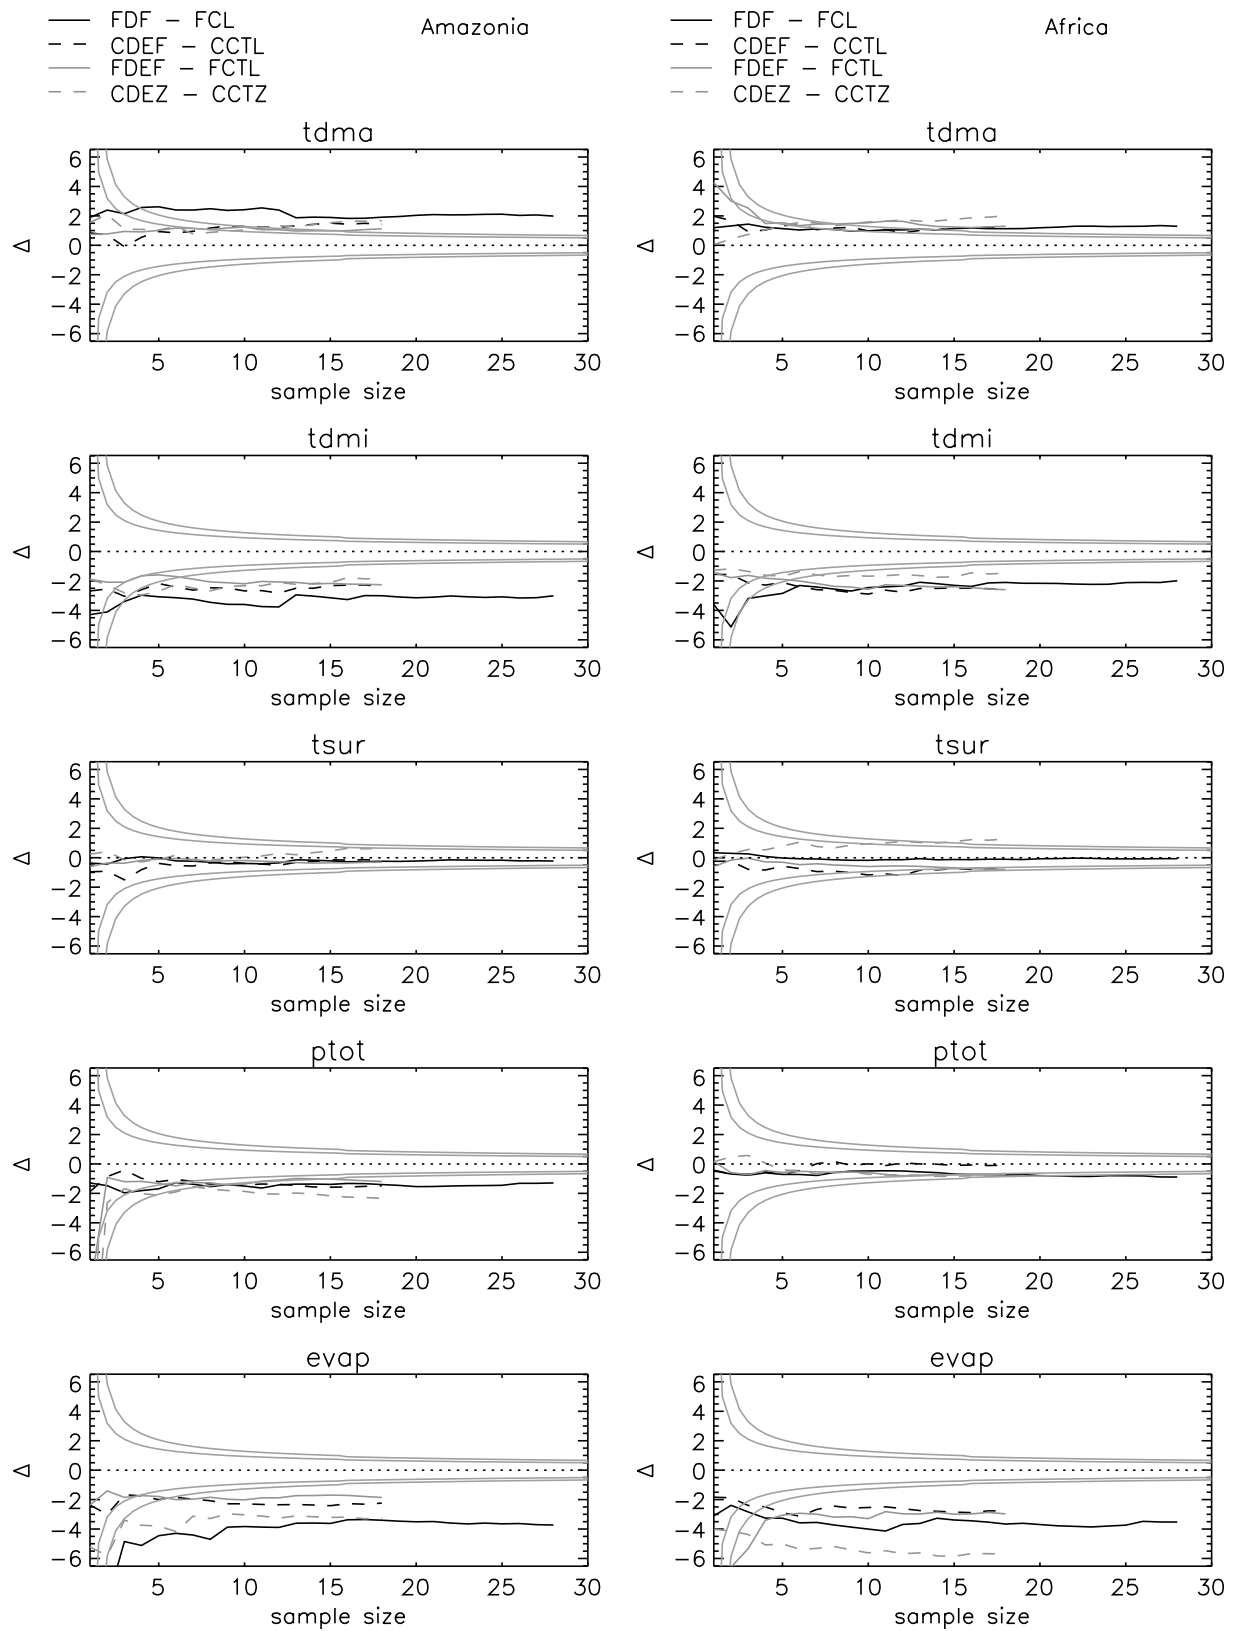 FDF – FCL
CDEF – CCTL
FDEF – FCTL
CDEZ – CCTZ
Amazonia
FDF – FCL
CDEF – CCTL
FDEF – FCTL
CDEZ – CCTZ
Africa
tdma
6
4
2
0
−2
−4
−6
Δ
5 10 15 20 25 30
sample size
tdma
6
4
2
0
−2
−4
−6
Δ
5 10 15 20 25 30
sample size
tdmi
6
4
2
0
−2
−4
−6
Δ
5 10 15 20 25 30
sample size
tdmi
6
4
2
0
−2
−4
−6
Δ
5 10 15 20 25 30
sample size
tsur
6
4
2
0
−2
−4
−6
Δ
5 10 15 20 25 30
sample size
tsur
6
4
2
0
−2
−4
−6
Δ
5 10 15 20 25 30
sample size
ptot
6
4
2
0
−2
−4
−6
Δ
5 10 15 20 25 30
sample size
ptot
6
4
2
0
−2
−4
−6
Δ
5 10 15 20 25 30
sample size
evap
6
4
2
0
−2
−4
−6
Δ
5 10 15 20 25 30
sample size
evap
6
4
2
0
−2
−4
−6
Δ
5 10 15 20 25 30
sample size